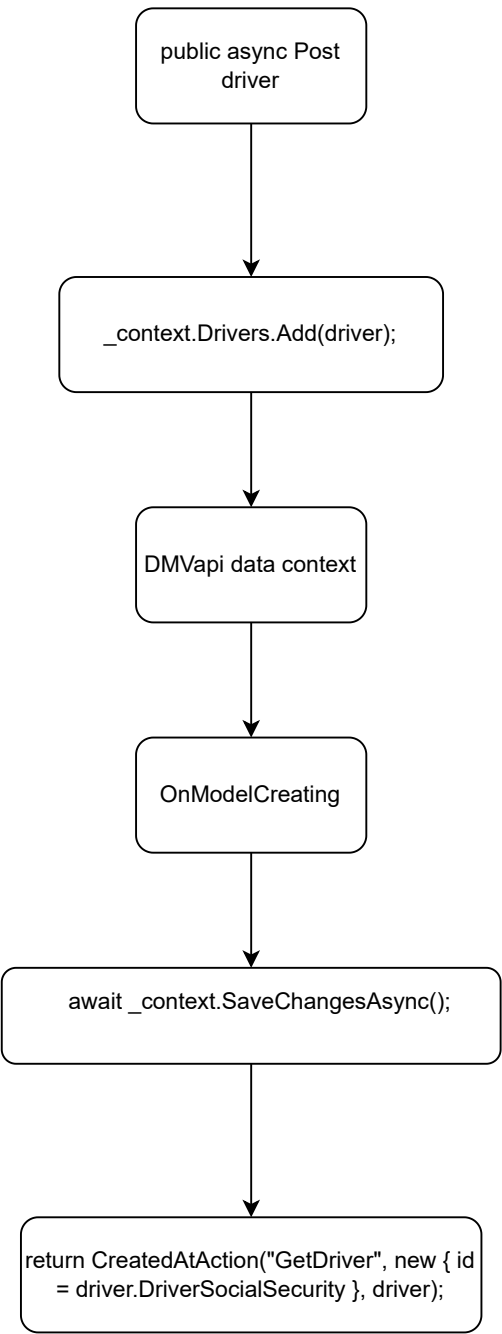 public async Post
driver
_context.Drivers.Add(driver);
DMVapi data context
OnModelCreating
await _context.SaveChangesAsync();
return CreatedAtAction("GetDriver", new { id
= driver.DriverSocialSecurity }, driver);